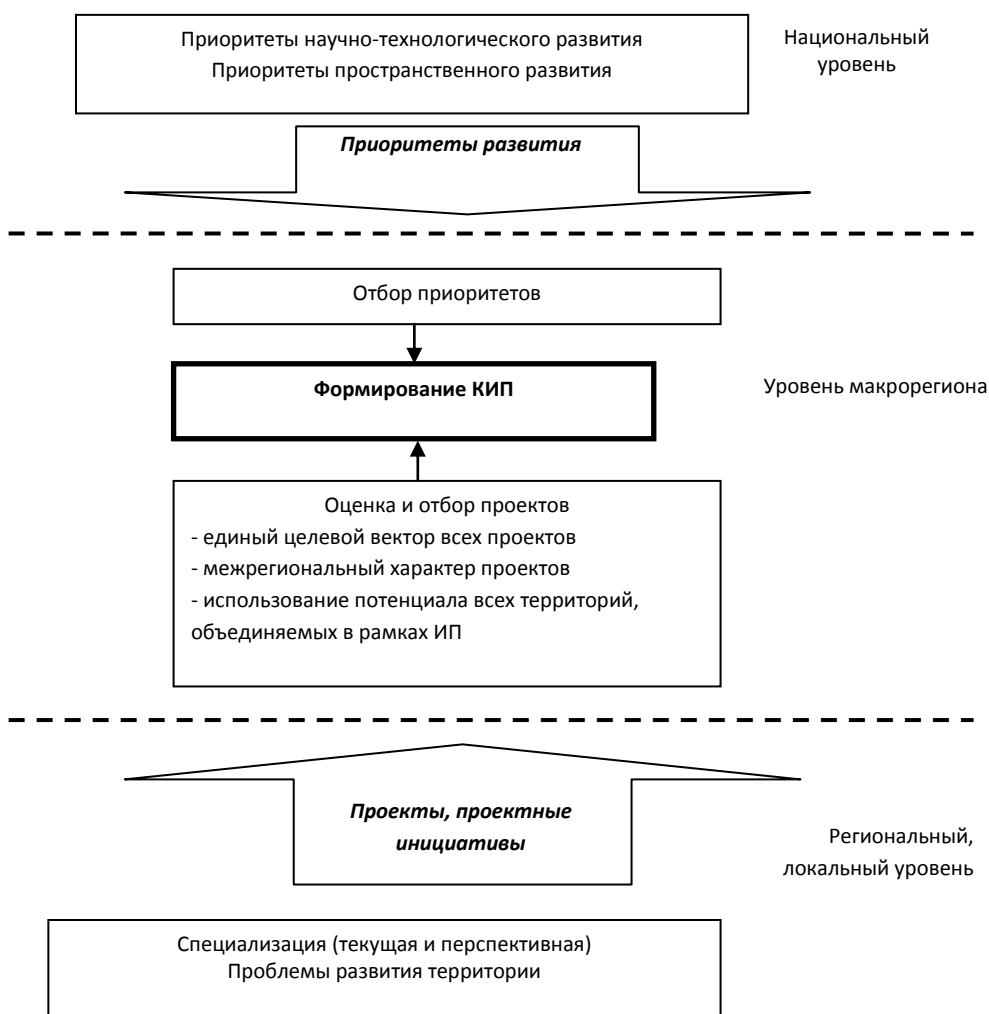 Приоритеты научно-технологического развития
Приоритеты пространственного развития
Национальный
уровень
Приоритеты развития
Отбор приоритетов
Формирование КИП
Уровень макрорегиона
Оценка и отбор проектов
- единый целевой вектор всех проектов
- межрегиональный характер проектов
- использование потенциала всех территорий,
объединяемых в рамках ИП
Проекты, проектные
инициативы
Региональный,
локальный уровень
Специализация (текущая и перспективная)
Проблемы развития территории